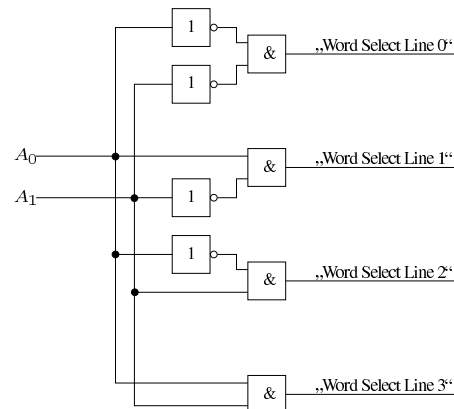 1
& „Word Select Line 0“
1
A0 & „Word Select Line 1“
A1 1
1
& „Word Select Line 2“
& „Word Select Line 3“